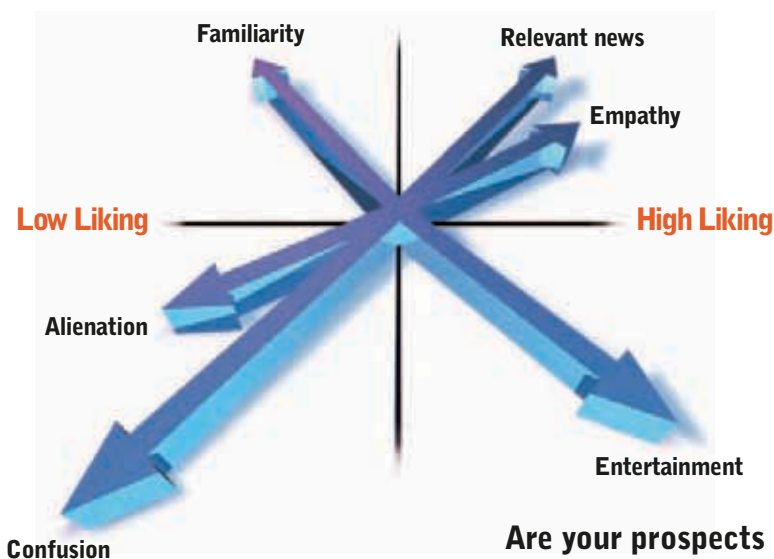 Familiarity
Relevant news
Empathy
Low Liking
High Liking
Alienation
Entertainment
Confusion
Are your prospects